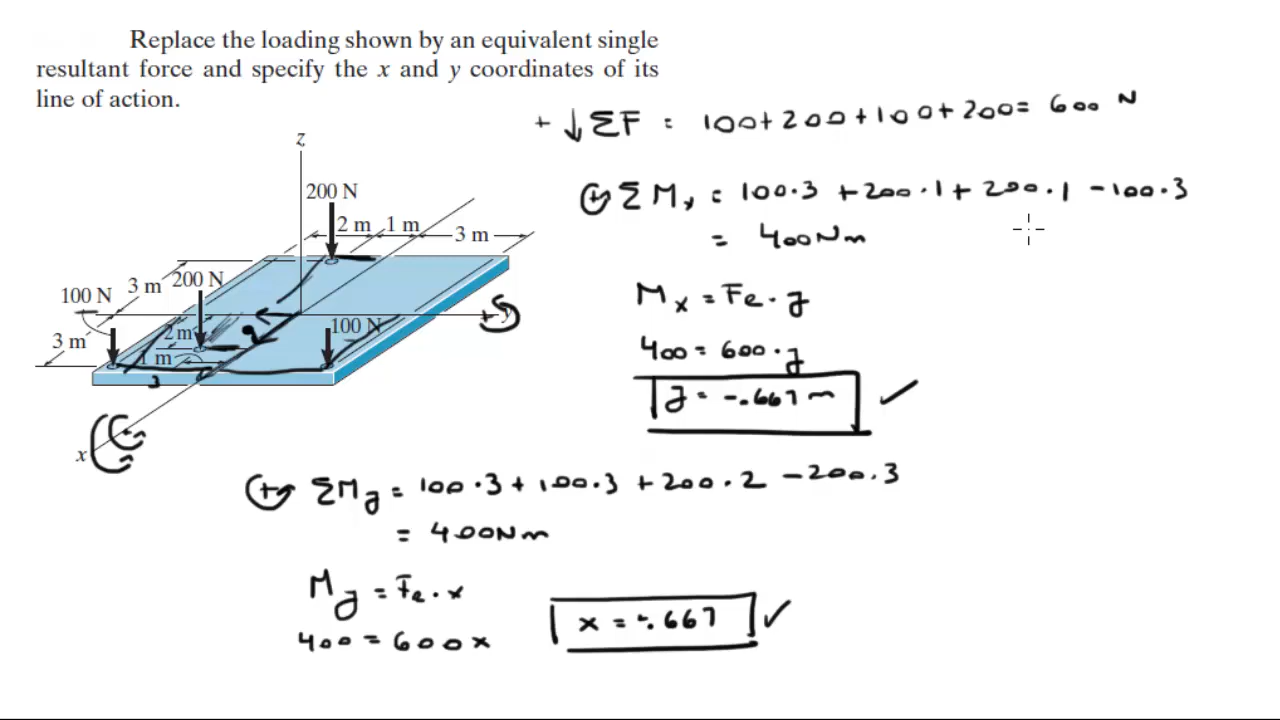 Replace the loading shown by an equivalent single
resultant force and specify the x and y coordinates of its
line of action.
+ ↓ ΣF = 100+200+100+200= 600 N
z
200 N
(+ Σ Mx = 100·3 +200·1+ 200·1 -100·3
= 400Nm
2 m 1 m
3 m
3 m 200 N
100 N
y
100 N
3 m
2 m
1 m
3
x
Mx = Fe·y
400 = 600·y
y = -.667 m ✓
(+ ΣMy = 100·3+100·3+200·2 -200·3
= 400Nm
My = Fe·x
400 = 600x
x = +.667 ✓